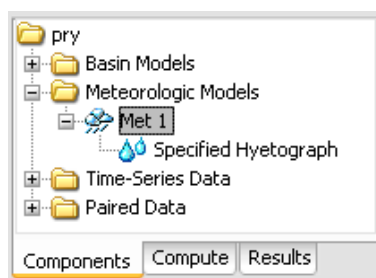 pry
Basin Models
Meteorologic Models
Met 1
Specified Hyetograph
Time-Series Data
Paired Data
Components Compute Results